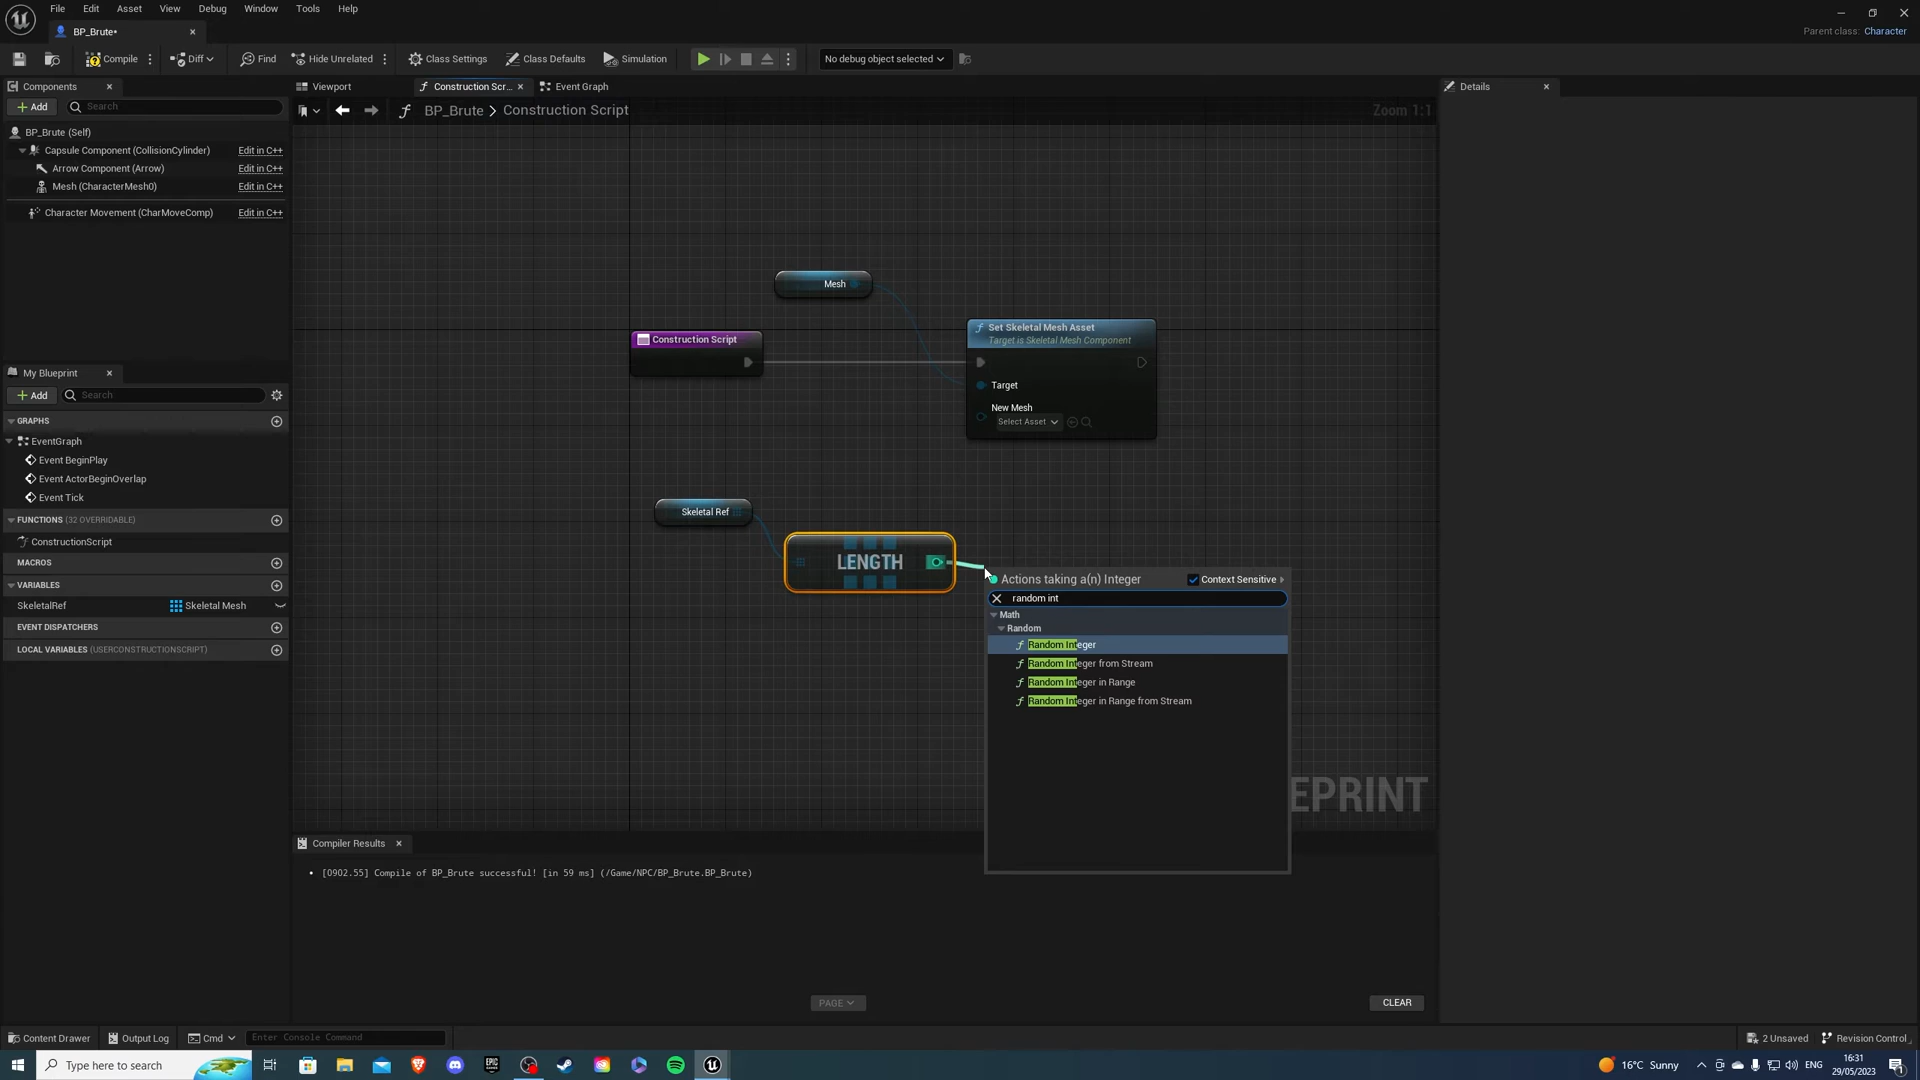 File Edit Asset View Debug Window Tools Help
BP_Brute•
Parent class: Character
Compile Diff Find Hide Unrelated Class Settings Class Defaults Simulation No debug object selected
Components
Viewport Construction Scr... Event Graph
Details
Add Search
BP_Brute > Construction Script
Zoom 1:1
BP_Brute (Self)
Capsule Component (CollisionCylinder) Edit in C++
Arrow Component (Arrow) Edit in C++
Mesh (CharacterMesh0) Edit in C++
Character Movement (CharMoveComp) Edit in C++
My Blueprint
Add Search
GRAPHS
EventGraph
Event BeginPlay
Event ActorBeginOverlap
Event Tick
FUNCTIONS (32 OVERRIDABLE)
ConstructionScript
MACROS
VARIABLES
SkeletalRef Skeletal Mesh
EVENT DISPATCHERS
LOCAL VARIABLES (USERCONSTRUCTIONSCRIPT)
Mesh
Construction Script
Set Skeletal Mesh Asset
Target is Skeletal Mesh Component
Target
New Mesh
Select Asset
Skeletal Ref
LENGTH
Actions taking a(n) Integer Context Sensitive
random int
Math
Random
Random Integer
Random Integer from Stream
Random Integer in Range
Random Integer in Range from Stream
EPRINT
Compiler Results
• [0902.55] Compile of BP_Brute successful! [in 59 ms] (/Game/NPC/BP_Brute.BP_Brute)
PAGE
CLEAR
Content Drawer Output Log Cmd Enter Console Command
2 Unsaved Revision Control
Type here to search
EPIC
GAMES
16°C Sunny
ENG
16:31
29/05/2023